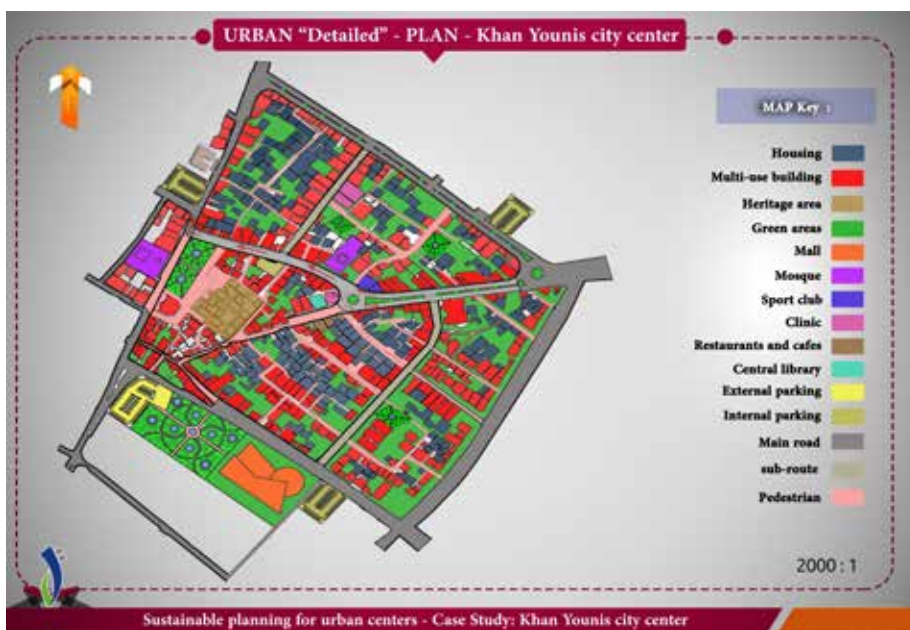 URBAN “Detailed” - PLAN - Khan Younis city center
MAP Key :
Housing
Multi-use building
Heritage area
Green areas
Mall
Mosque
Sport club
Clinic
Restaurants and cafes
Central library
External parking
Internal parking
Main road
sub-route
Pedestrian
2000 : 1
Sustainable planning for urban centers - Case Study: Khan Younis city center